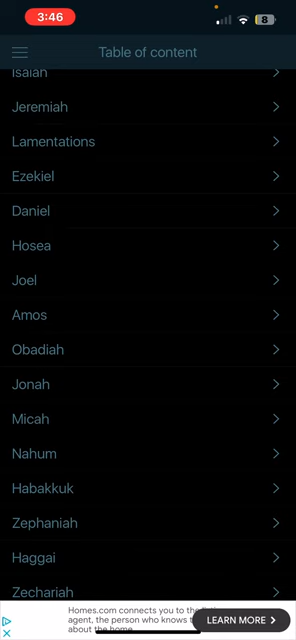 3:46
8
Table of content
Isaiah
Jeremiah
Lamentations
Ezekiel
Daniel
Hosea
Joel
Amos
Obadiah
Jonah
Micah
Nahum
Habakkuk
Zephaniah
Haggai
Zechariah
Homes.com connects you to the
agent, the person who knows
about the home.
LEARN MORE